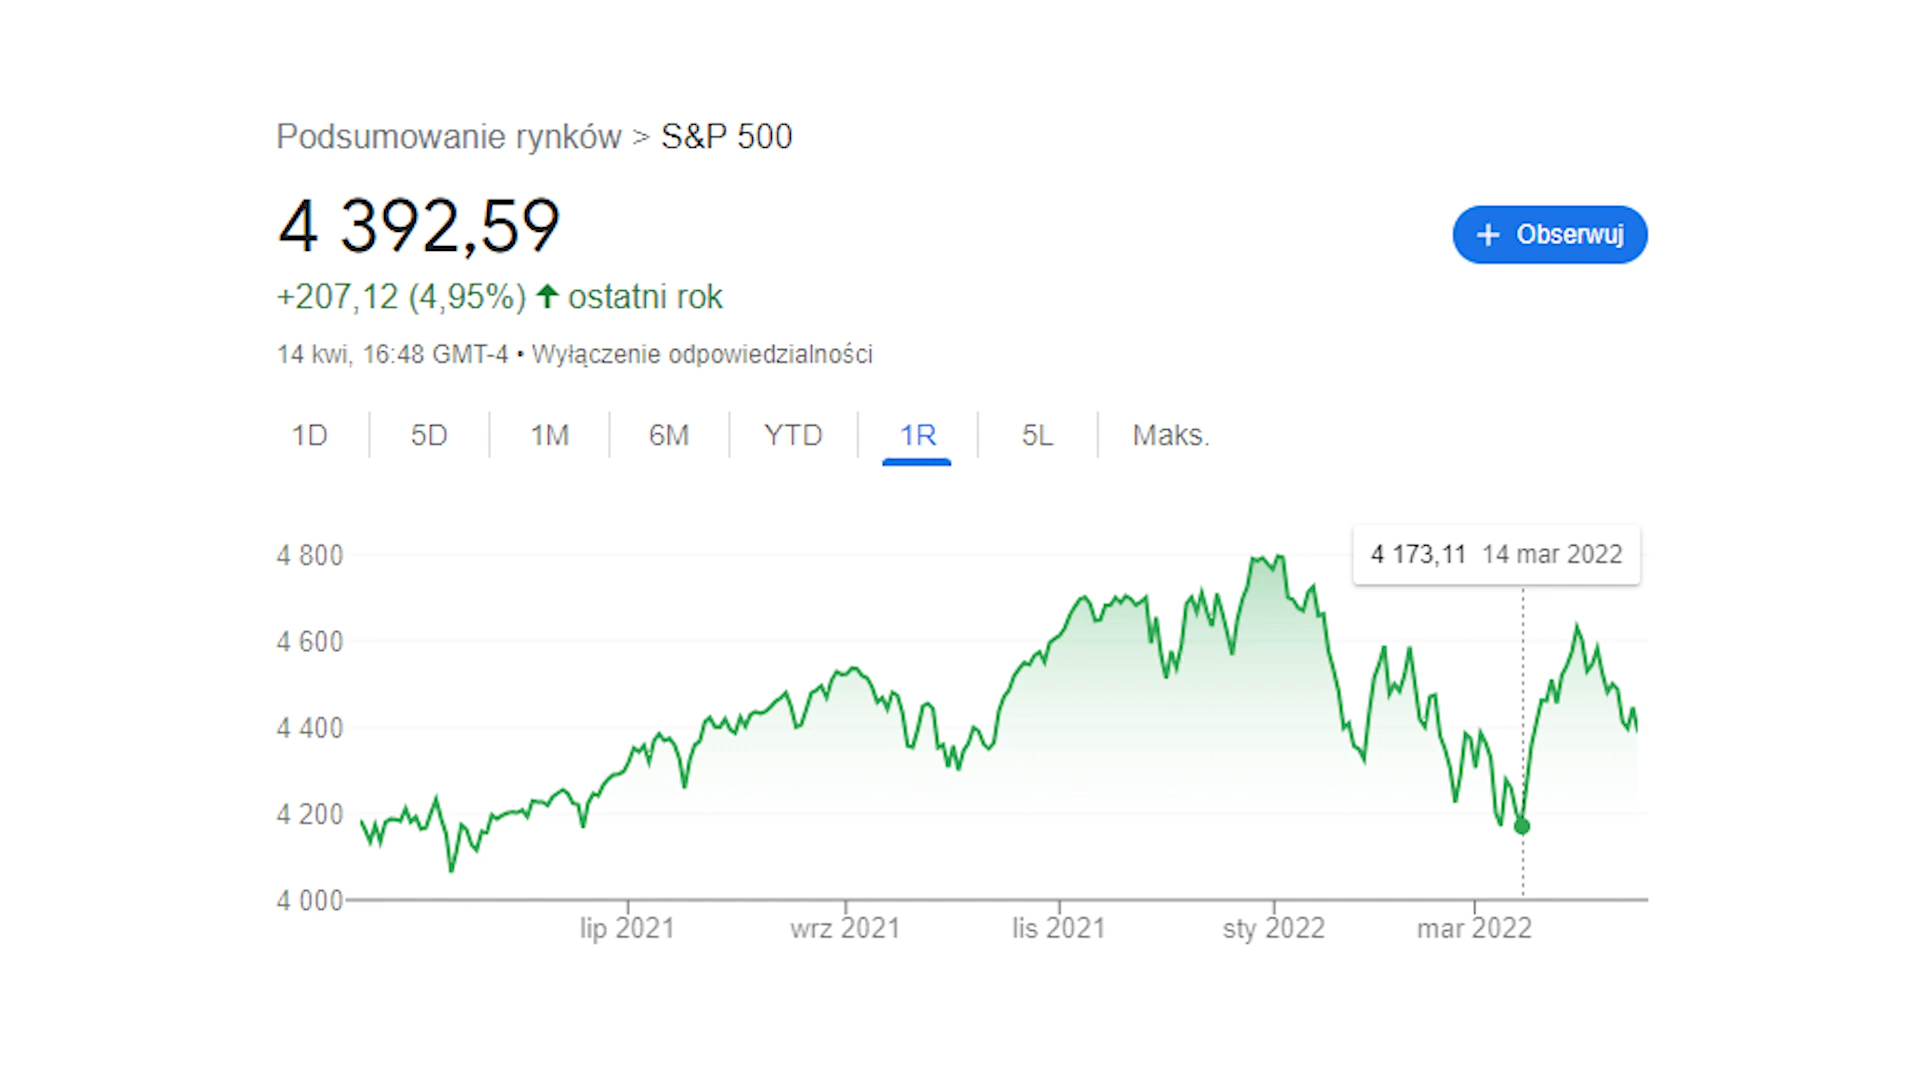 Podsumowanie rynków > S&P 500
4 392,59
+ Obserwuj
+207,12 (4,95%) ↑ ostatni rok
14 kwi, 16:48 GMT-4 • Wyłączenie odpowiedzialności
1D 5D 1M 6M YTD 1R 5L Maks.
4 173,11 14 mar 2022
4 800
4 600
4 400
4 200
4 000
lip 2021 wrz 2021 lis 2021 sty 2022 mar 2022